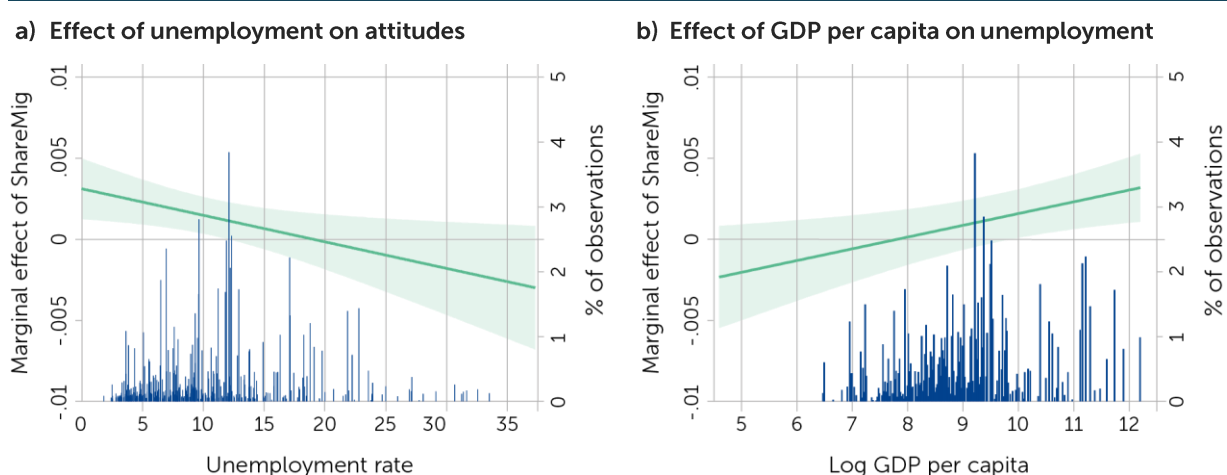 a) Effect of unemployment on attitudes
Marginal effect of ShareMig
.01
.005
0
-.005
-.01
5
4
3
2
1
0
% of observations
0 5 10 15 20 25 30 35
Unemployment rate
b) Effect of GDP per capita on unemployment
Marginal effect of ShareMig
.01
.005
0
-.005
-.01
5
4
3
2
1
0
% of observations
5 6 7 8 9 10 11 12
Log GDP per capita